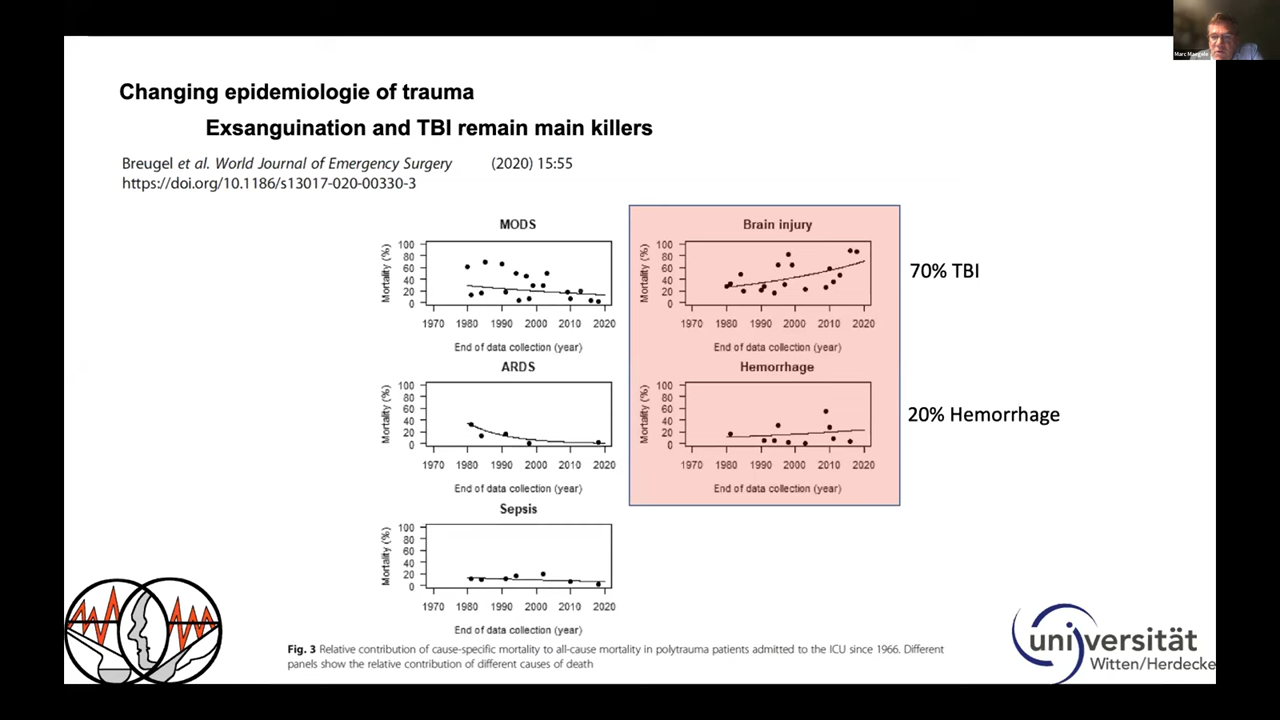 Marc Maegele
Changing epidemiologie of trauma
Exsanguination and TBI remain main killers
Breugel et al. World Journal of Emergency Surgery (2020) 15:55
https://doi.org/10.1186/s13017-020-00330-3
MODS
Mortality (%)
100
80
60
40
20
0
1970 1980 1990 2000 2010 2020
End of data collection (year)
Brain injury
Mortality (%)
100
80
60
40
20
0
1970 1980 1990 2000 2010 2020
End of data collection (year)
70% TBI
ARDS
Mortality (%)
100
80
60
40
20
0
1970 1980 1990 2000 2010 2020
End of data collection (year)
Hemorrhage
Mortality (%)
100
80
60
40
20
0
1970 1980 1990 2000 2010 2020
End of data collection (year)
20% Hemorrhage
Sepsis
Mortality (%)
100
80
60
40
20
0
1970 1980 1990 2000 2010 2020
End of data collection (year)
Fig. 3 Relative contribution of cause-specific mortality to all-cause mortality in polytrauma patients admitted to the ICU since 1966. Different
panels show the relative contribution of different causes of death
universität
Witten/Herdecke